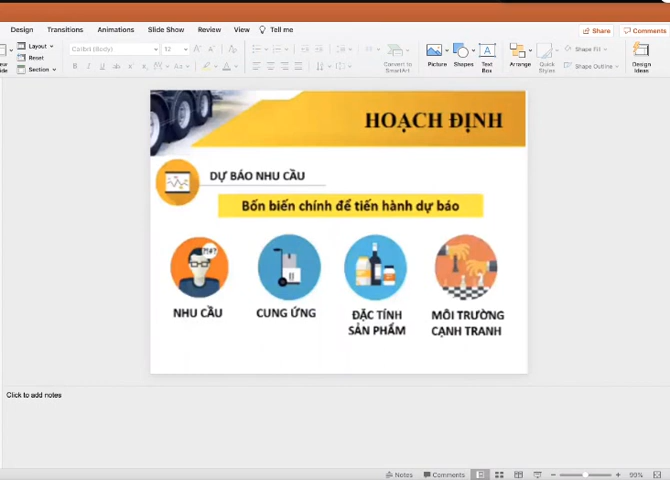 Design Transitions Animations Slide Show Review View Tell me Share Comments
Layout Calibri (Body) 12
Reset
Section
Convert to SmartArt
Picture Shapes Text Box Arrange Quick Styles
Shape Fill
Shape Outline
Design Ideas
HOẠCH ĐỊNH
DỰ BÁO NHU CẦU
Bốn biến chính để tiến hành dự báo
?!#?
NHU CẦU
CUNG ỨNG
ĐẶC TÍNH
SẢN PHẨM
MÔI TRƯỜNG
CẠNH TRANH
Click to add notes
Notes Comments 99%